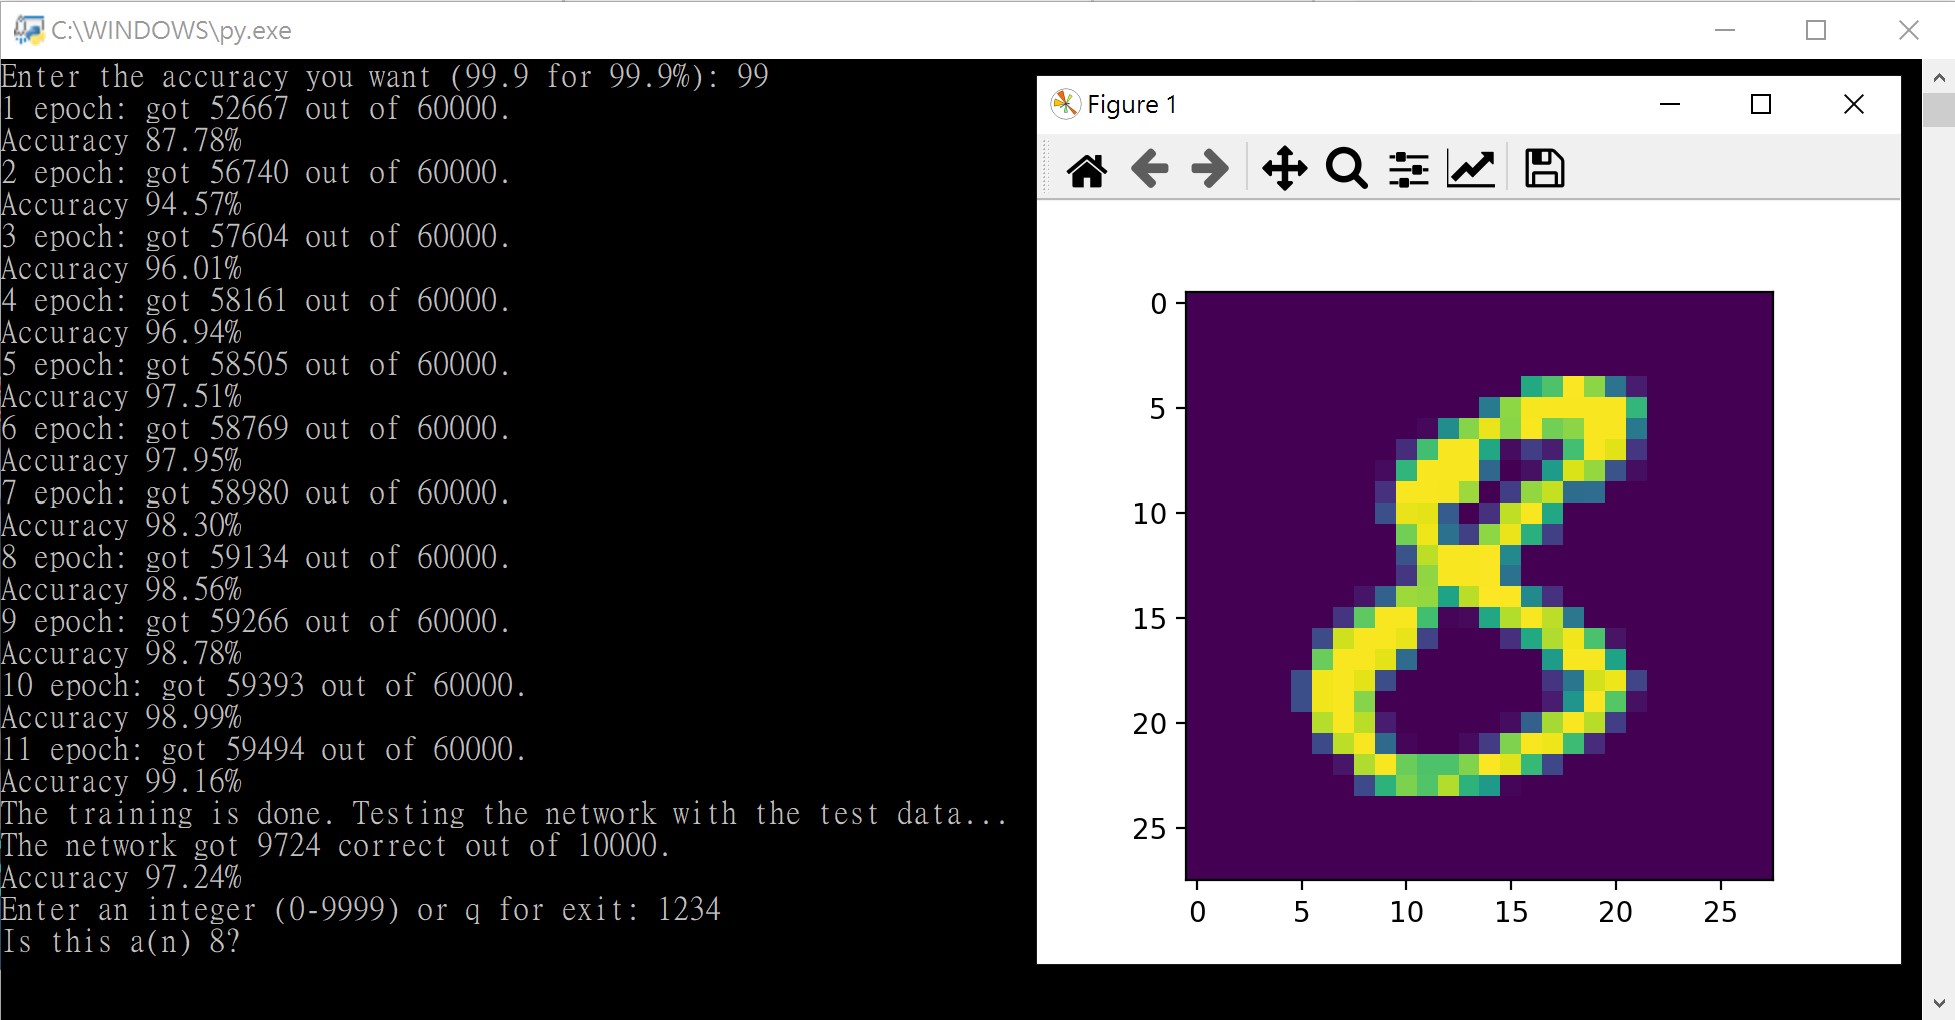 C:\WINDOWS\py.exe
Enter the accuracy you want (99.9 for 99.9%): 99
1 epoch: got 52667 out of 60000.
Accuracy 87.78%
2 epoch: got 56740 out of 60000.
Accuracy 94.57%
3 epoch: got 57604 out of 60000.
Accuracy 96.01%
4 epoch: got 58161 out of 60000.
Accuracy 96.94%
5 epoch: got 58505 out of 60000.
Accuracy 97.51%
6 epoch: got 58769 out of 60000.
Accuracy 97.95%
7 epoch: got 58980 out of 60000.
Accuracy 98.30%
8 epoch: got 59134 out of 60000.
Accuracy 98.56%
9 epoch: got 59266 out of 60000.
Accuracy 98.78%
10 epoch: got 59393 out of 60000.
Accuracy 98.99%
11 epoch: got 59494 out of 60000.
Accuracy 99.16%
The training is done. Testing the network with the test data...
The network got 9724 correct out of 10000.
Accuracy 97.24%
Enter an integer (0-9999) or q for exit: 1234
Is this a(n) 8?
Figure 1
0
5
10
15
20
25
0 5 10 15 20 25
8